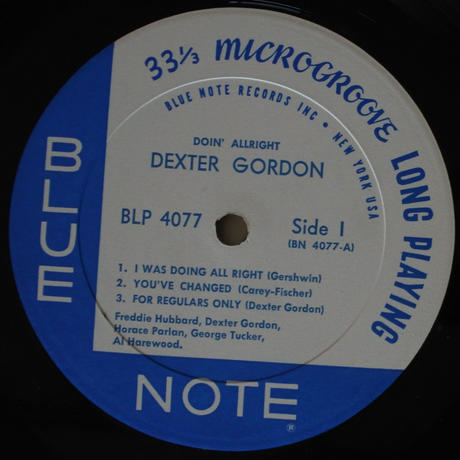 33⅓ MICROGROOVE LONG PLAYING
BLUE NOTE RECORDS INC • NEW YORK USA
DOIN' ALLRIGHT
DEXTER GORDON
BLP 4077
Side 1
(BN 4077-A)
1. I WAS DOING ALL RIGHT (Gershwin)
2. YOU'VE CHANGED (Carey-Fischer)
3. FOR REGULARS ONLY (Dexter Gordon)
Freddie Hubbard, Dexter Gordon,
Horace Parlan, George Tucker,
Al Harewood.
BLUE
NOTE
®